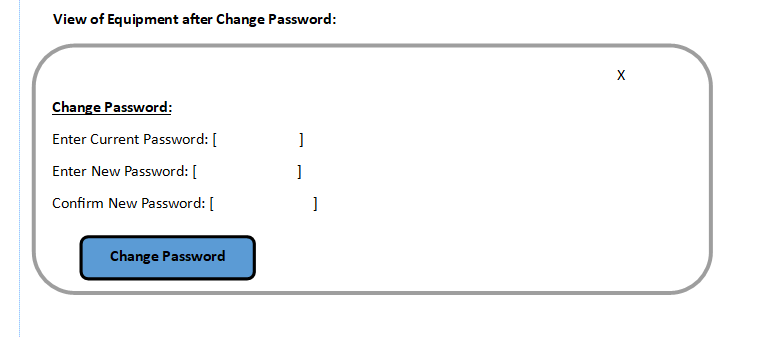 View of Equipment after Change Password:
X
Change Password:
Enter Current Password: [ ]
Enter New Password: [ ]
Confirm New Password: [ ]
Change Password